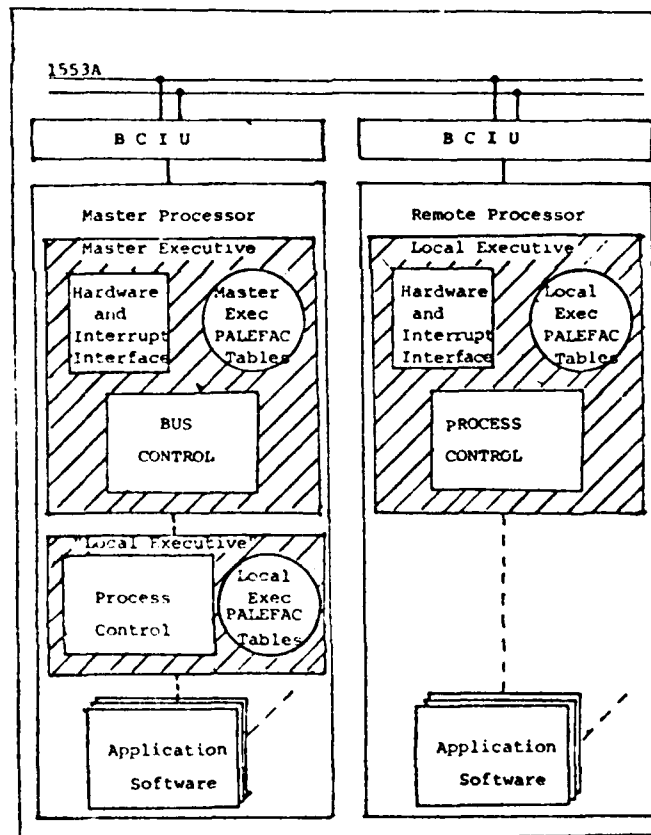 1553A
B C I U
B C I U
Master Processor
Master Executive
Hardware
and
Interrupt
Interface
Master
Exec
PALEFAC
Tables
BUS
CONTROL
"Local Executive"
Process
Control
Local
Exec
PALEFAC
Tables
Application
Software
Remote Processor
Local Executive
Hardware
and
Interrupt
Interface
Local
Exec
PALEFAC
Tables
PROCESS
CONTROL
Application
Software